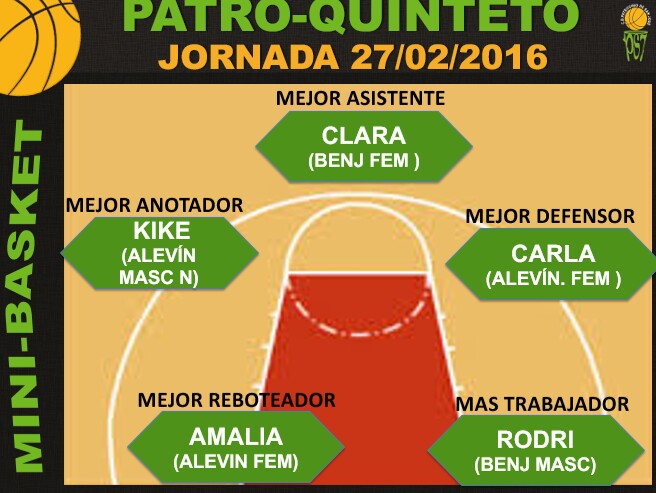 PATRO-QUINTETO
JORNADA 27/02/2016
MINI-BASKET
MEJOR ASISTENTE
CLARA
(BENJ FEM )
MEJOR ANOTADOR
KIKE
(ALEVÍN
MASC N)
MEJOR DEFENSOR
CARLA
(ALEVÍN. FEM )
MEJOR REBOTEADOR
AMALIA
(ALEVIN FEM)
MAS TRABAJADOR
RODRI
(BENJ MASC)